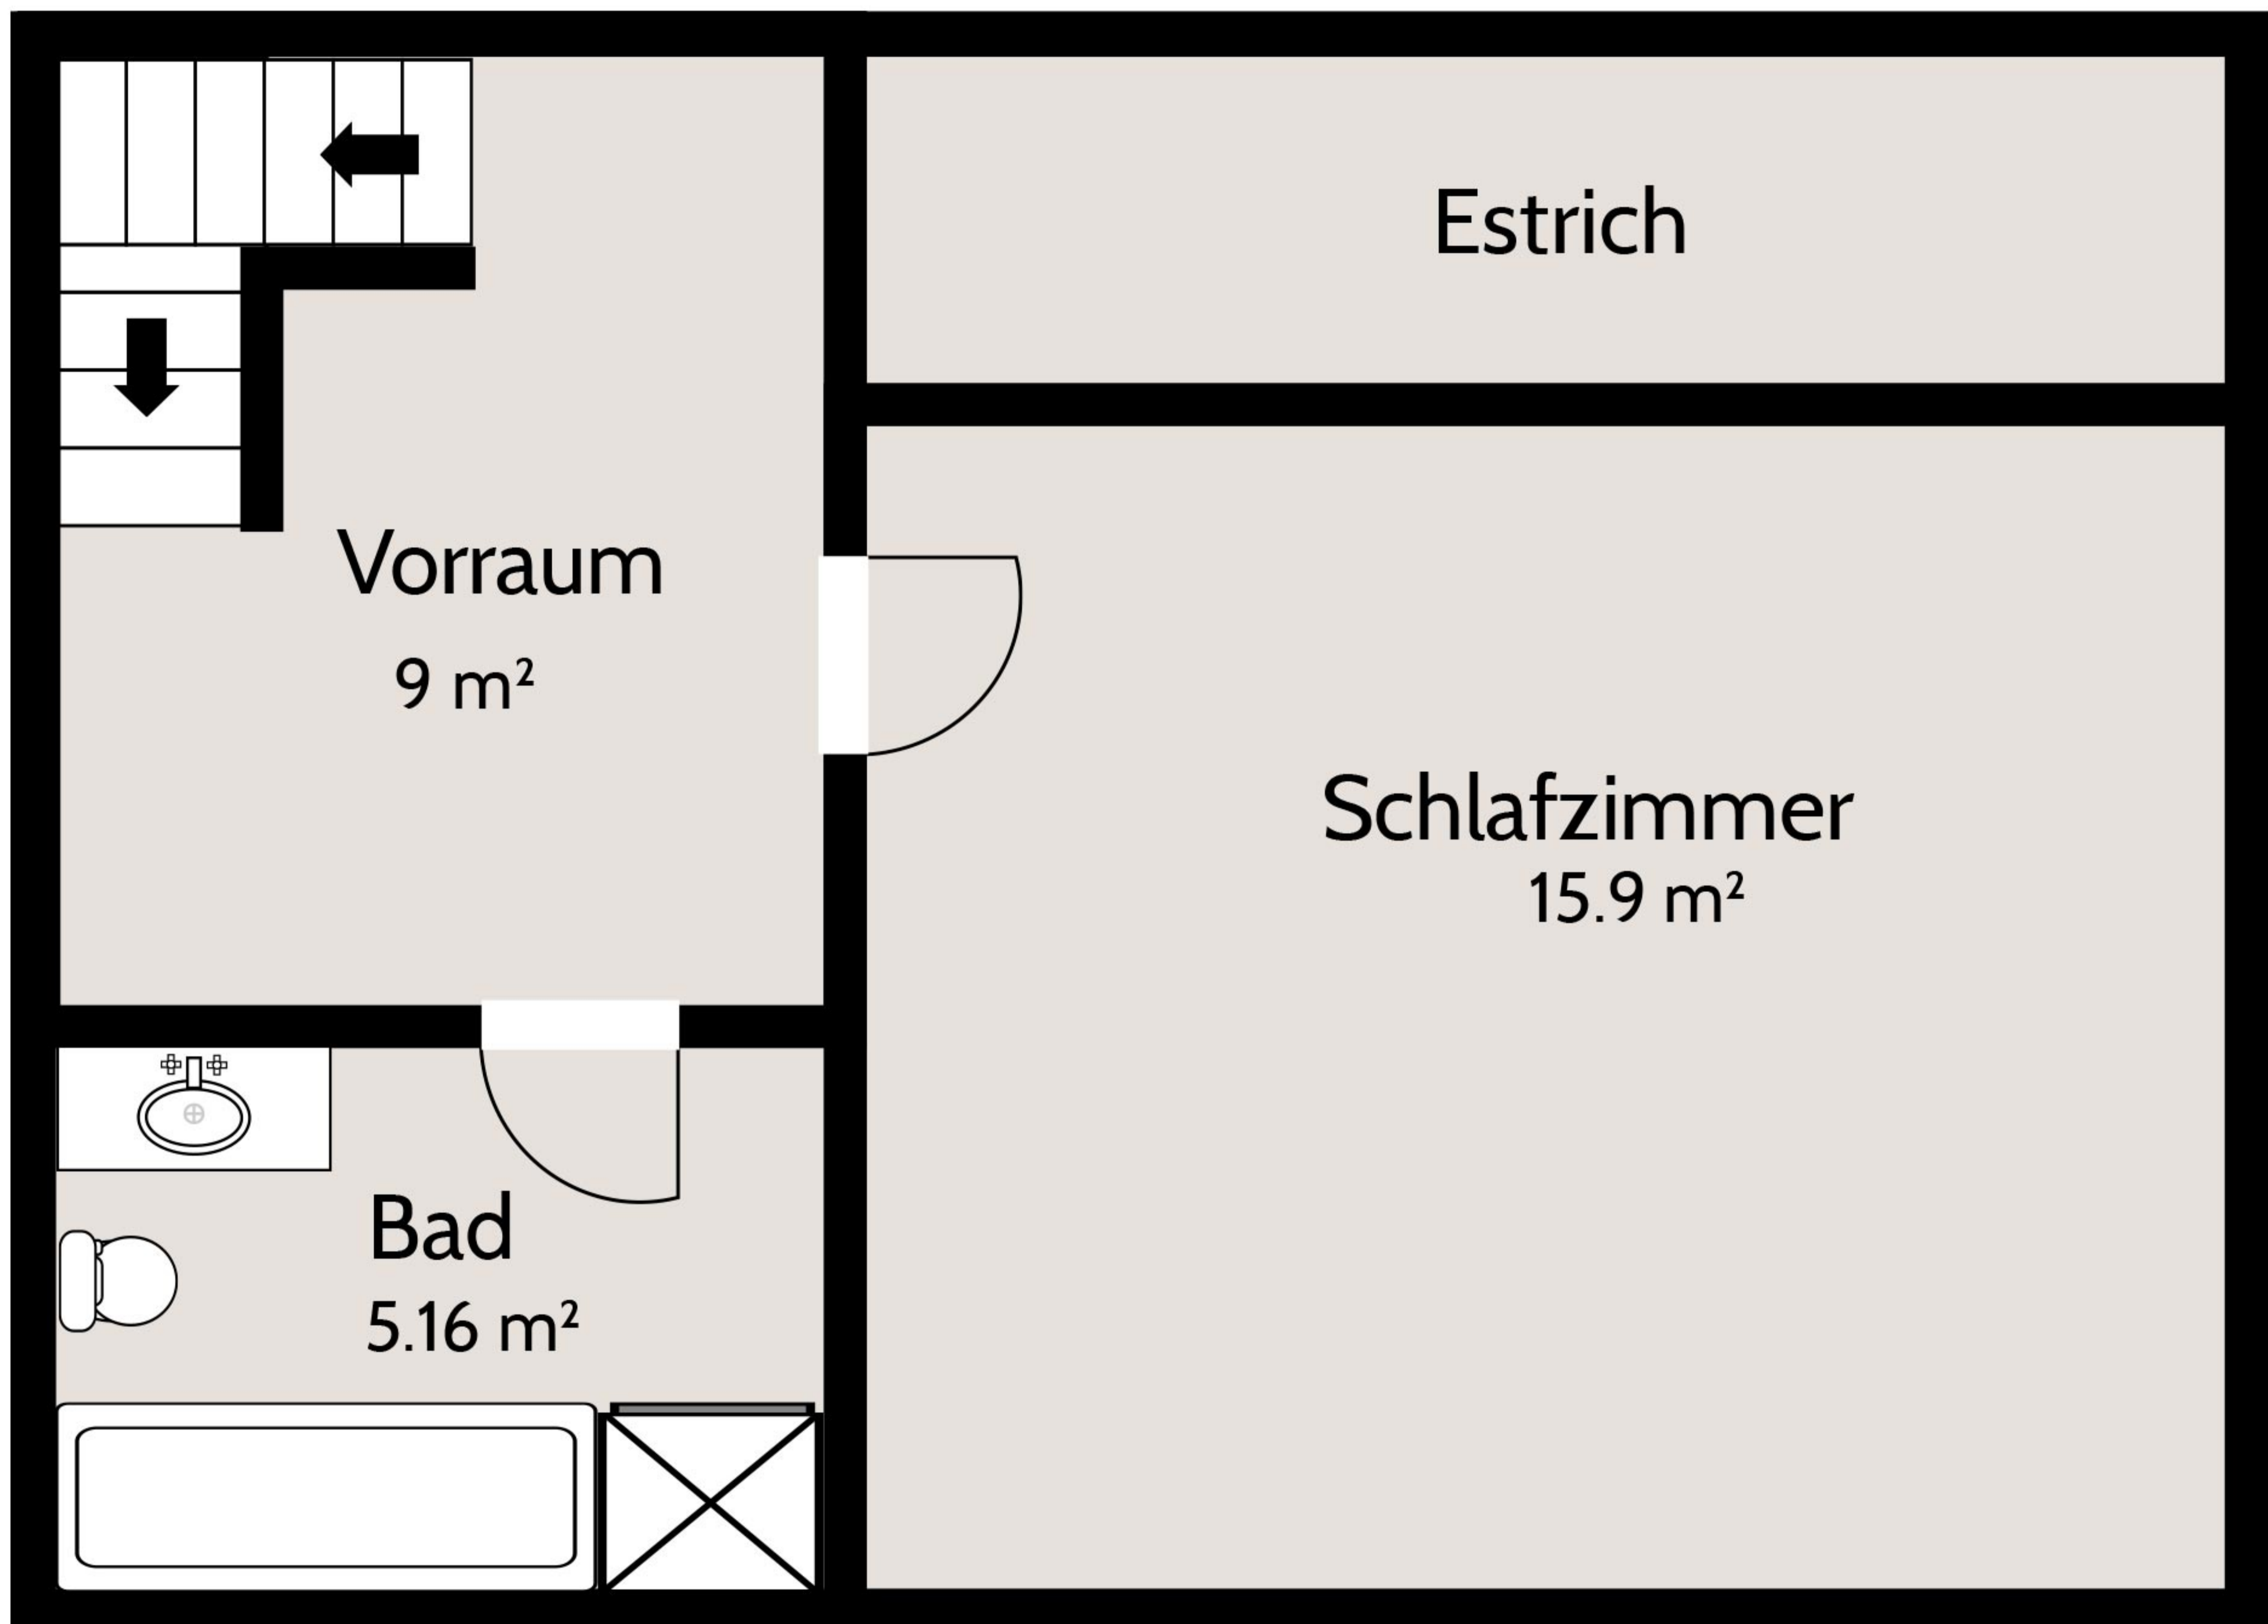 Estrich
Vorraum
9 m²
Schlafzimmer
15.9 m²
Bad
5.16 m²